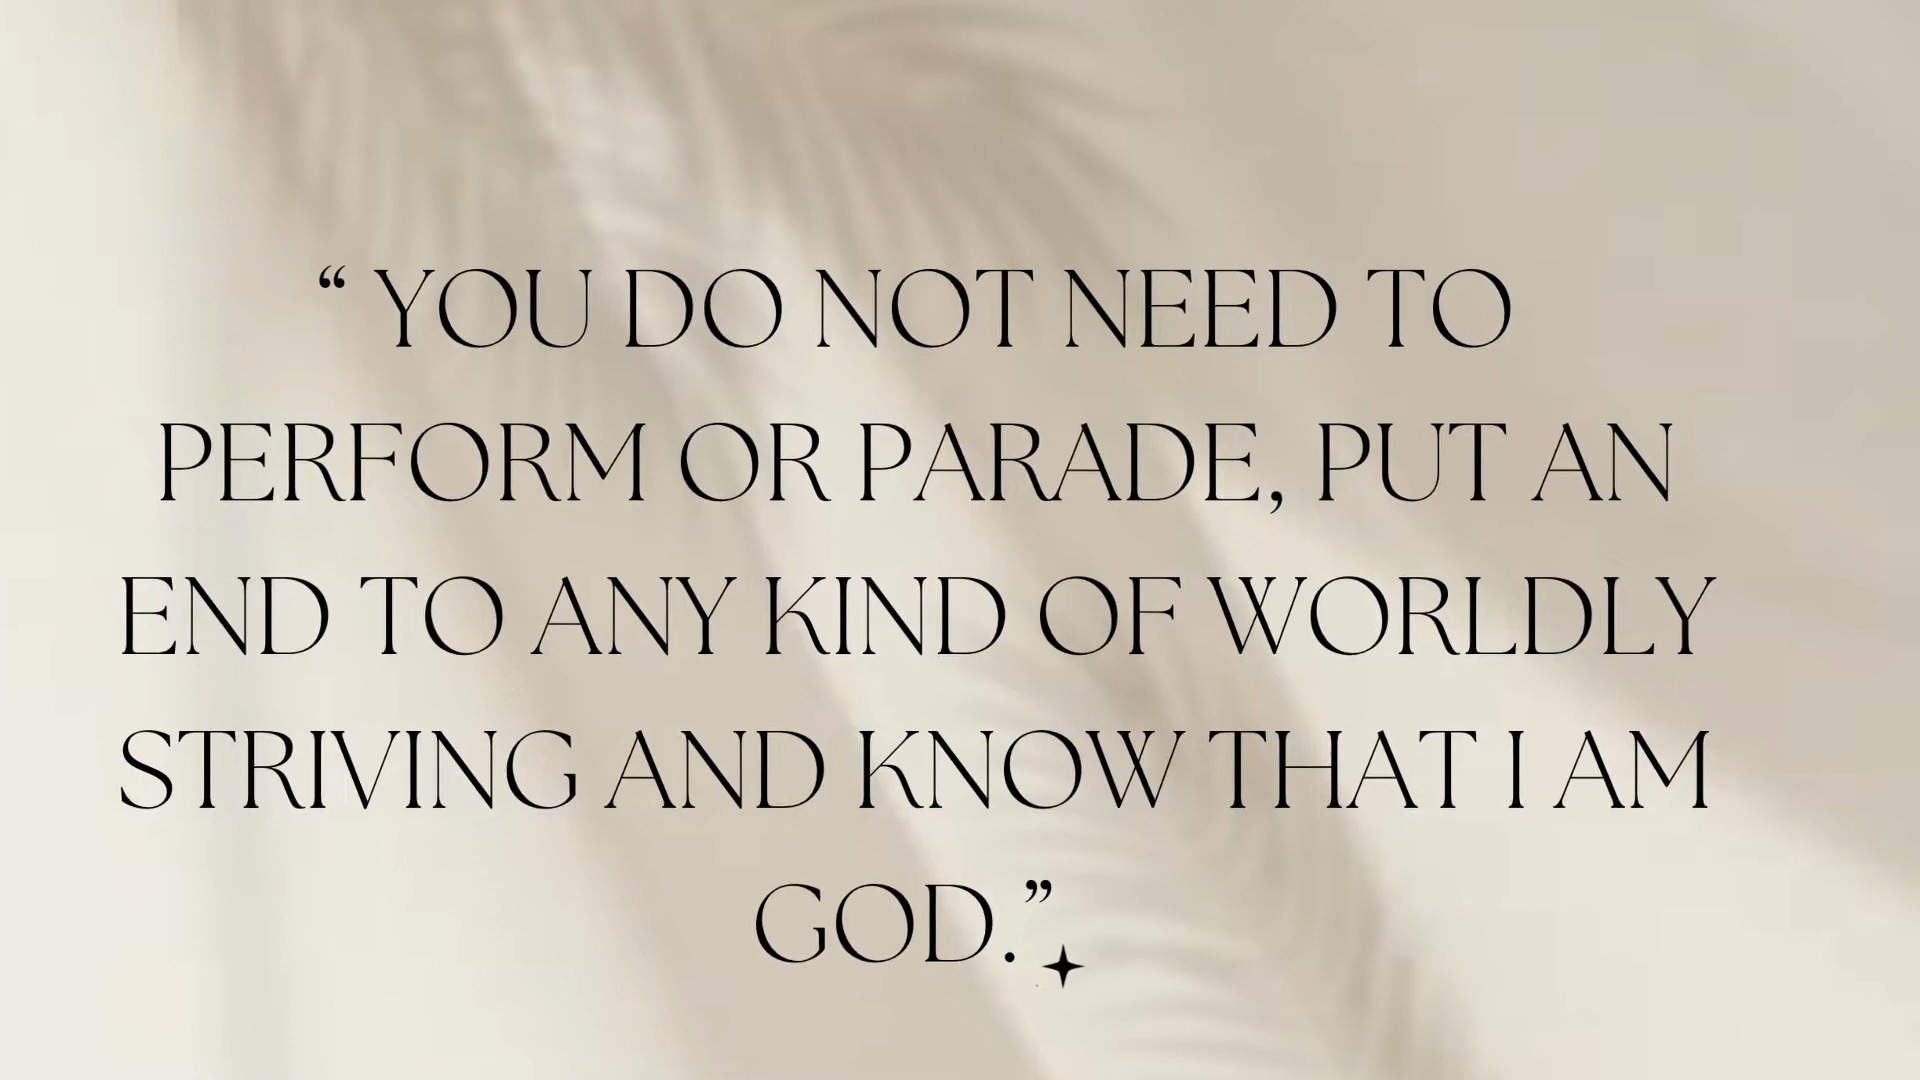 “ YOU DO NOT NEED TO
PERFORM OR PARADE, PUT AN
END TO ANY KIND OF WORLDLY
STRIVING AND KNOW THAT I AM
GOD.”